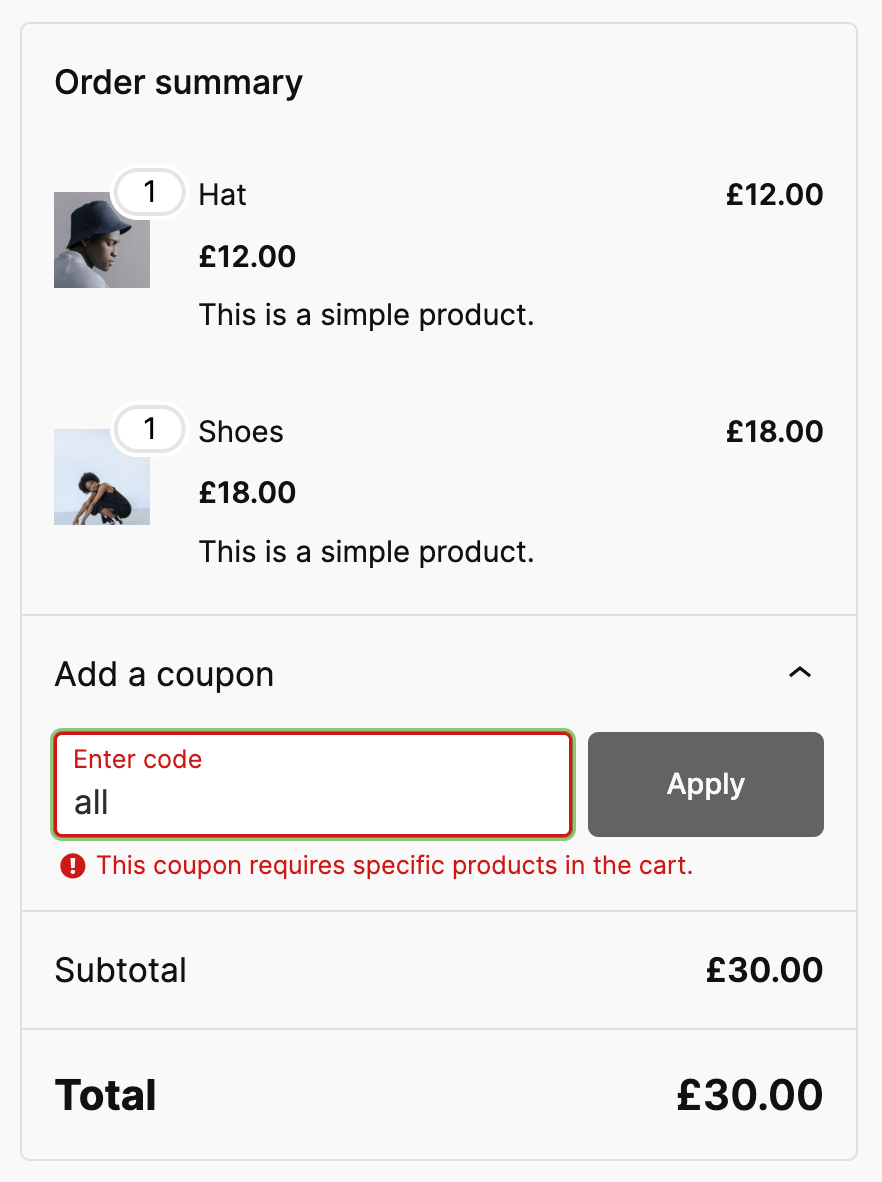 Order summary
1 Hat £12.00
£12.00
This is a simple product.
1 Shoes £18.00
£18.00
This is a simple product.
Add a coupon
Enter code
all
Apply
This coupon requires specific products in the cart.
Subtotal £30.00
Total £30.00